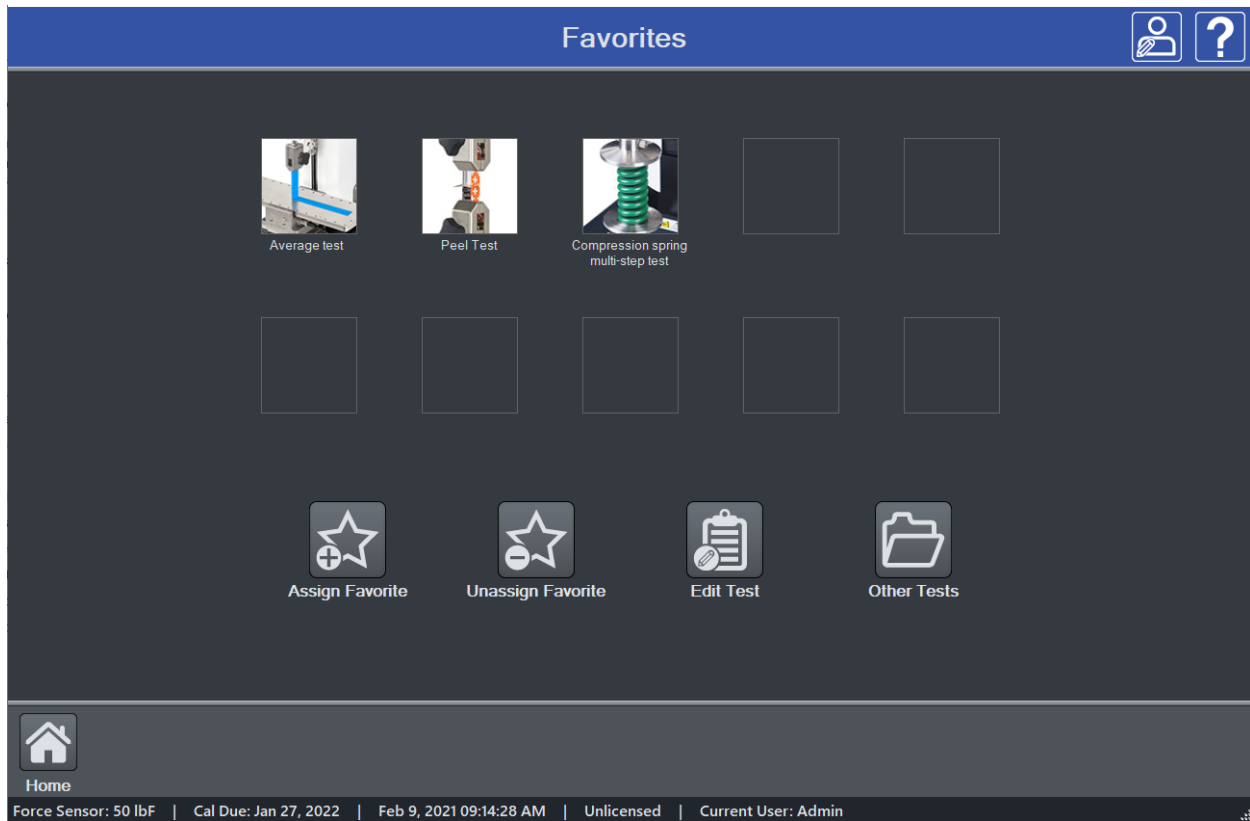 Favorites
?
Average test
Peel Test
Compression spring
multi-step test
Assign Favorite
Unassign Favorite
Edit Test
Other Tests
Home
Force Sensor: 50 lbF | Cal Due: Jan 27, 2022 | Feb 9, 2021 09:14:28 AM | Unlicensed | Current User: Admin